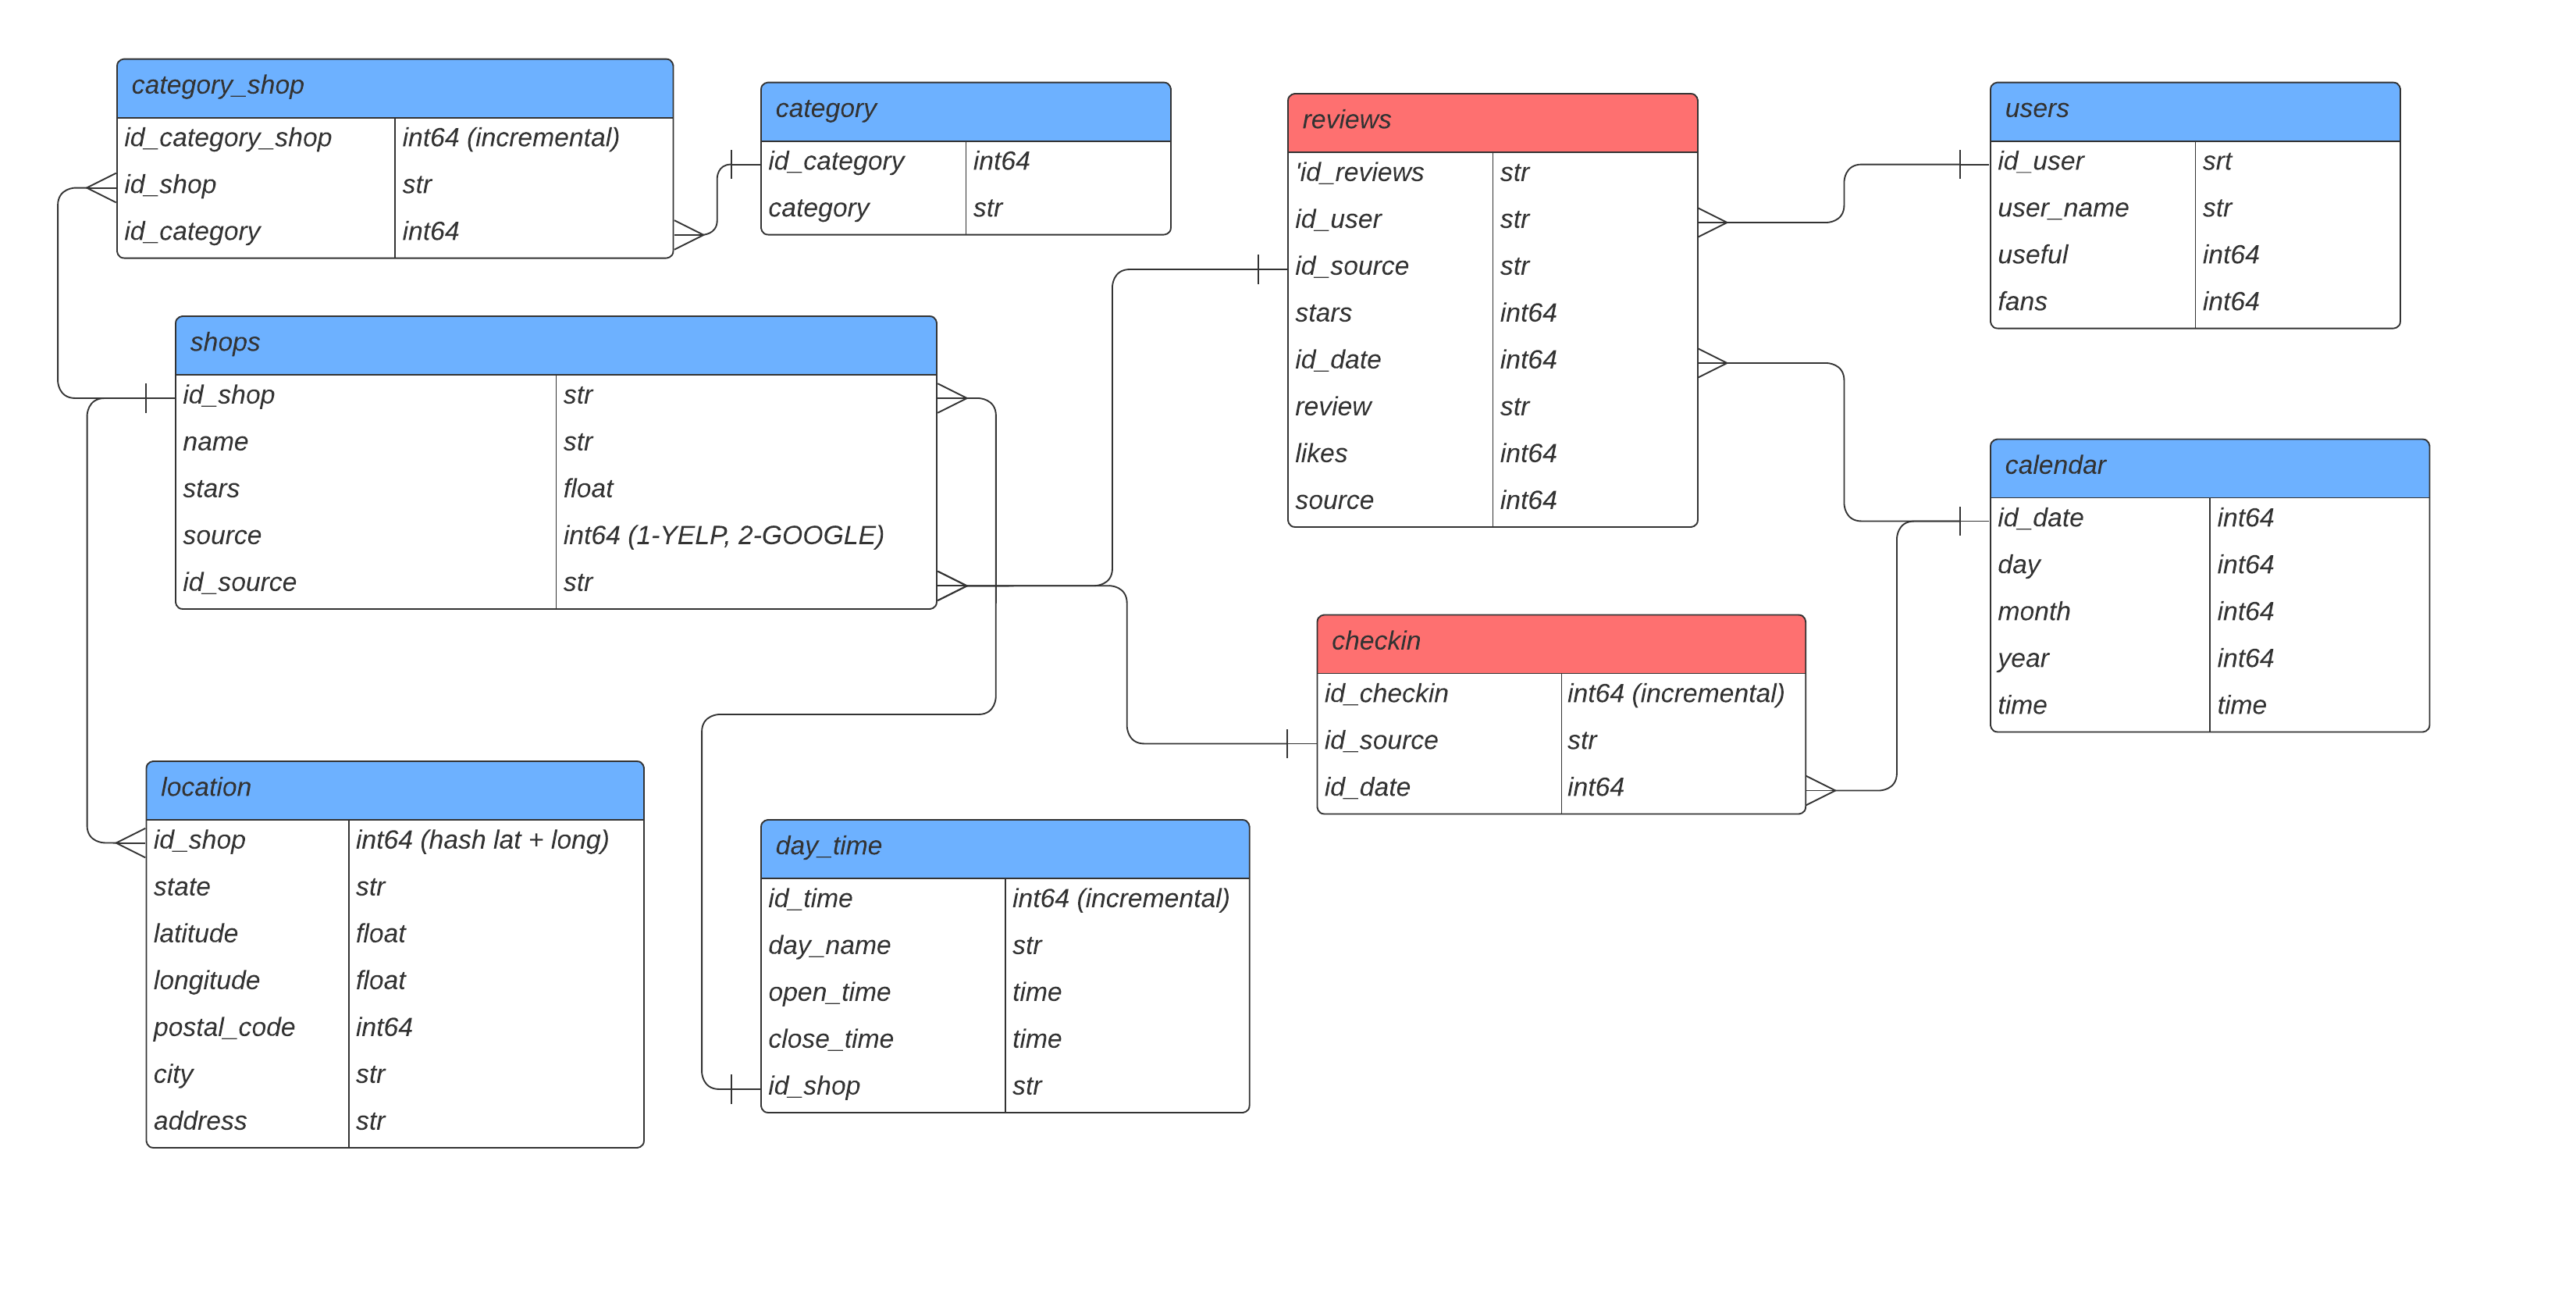 category_shop
id_category_shop int64 (incremental)
id_shop str
id_category int64
category
id_category int64
category str
reviews
'id_reviews str
id_user str
id_source str
stars int64
id_date int64
review str
likes int64
source int64
users
id_user srt
user_name str
useful int64
fans int64
shops
id_shop str
name str
stars float
source int64 (1-YELP, 2-GOOGLE)
id_source str
calendar
id_date int64
day int64
month int64
year int64
time time
checkin
id_checkin int64 (incremental)
id_source str
id_date int64
location
id_shop int64 (hash lat + long)
state str
latitude float
longitude float
postal_code int64
city str
address str
day_time
id_time int64 (incremental)
day_name str
open_time time
close_time time
id_shop str